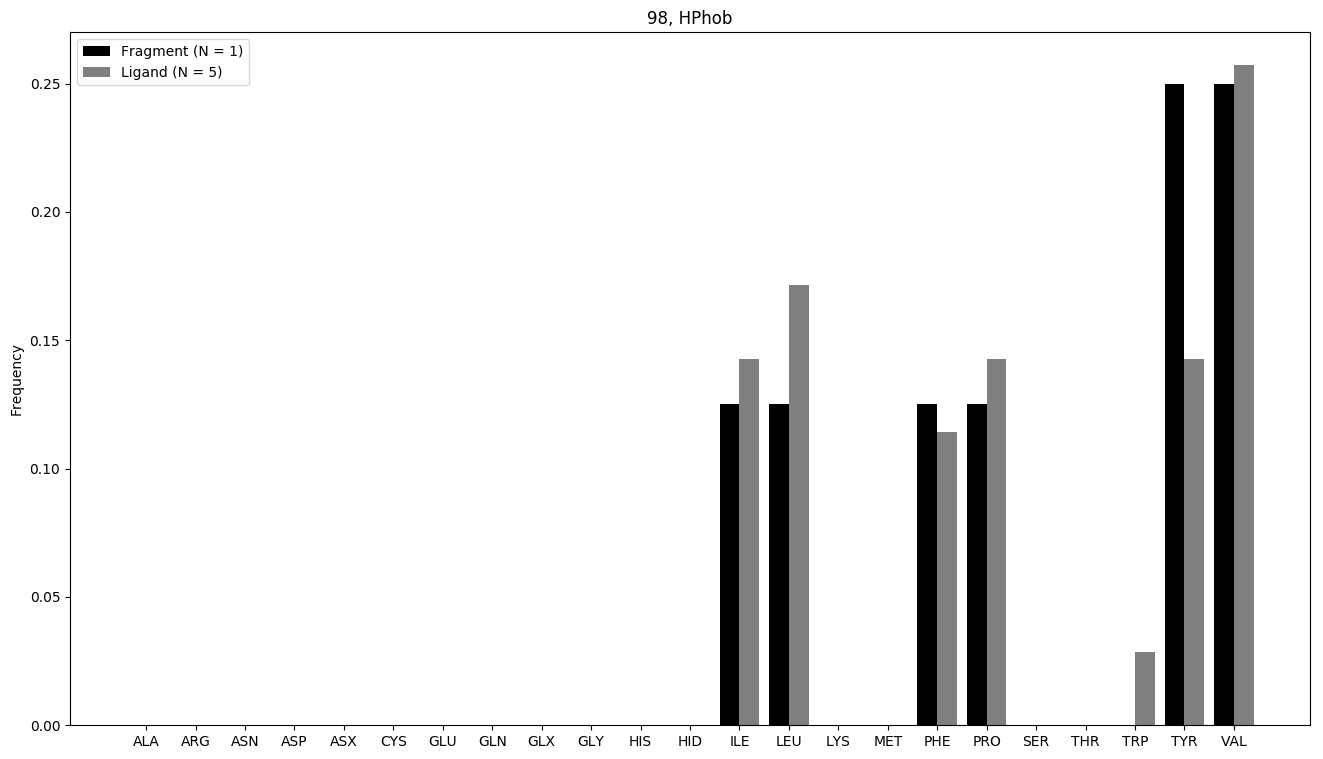 98, HPhob
Fragment (N = 1)
Ligand (N = 5)
Frequency
0.25
0.20
0.15
0.10
0.05
0.00
ALA ARG ASN ASP ASX CYS GLU GLN GLX GLY HIS HID ILE LEU LYS MET PHE PRO SER THR TRP TYR VAL